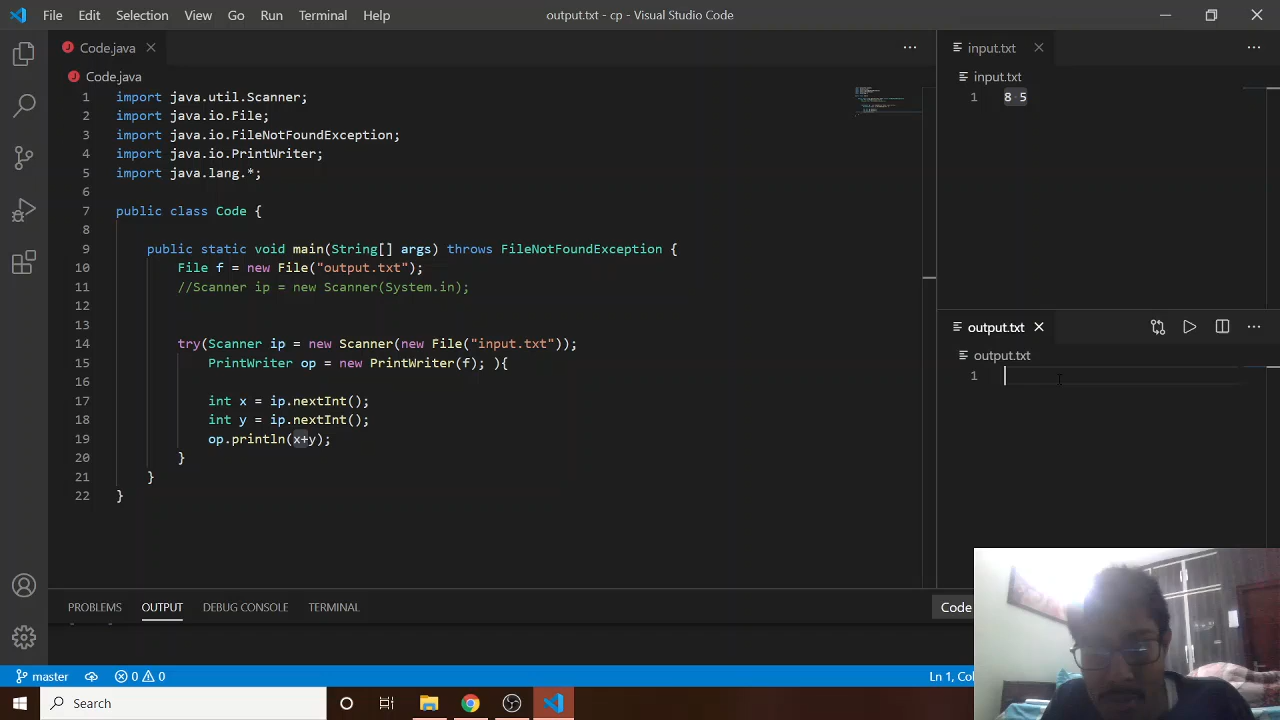 File Edit Selection View Go Run Terminal Help output.txt - cp - Visual Studio Code
Code.java
Code.java
1 import java.util.Scanner;
2 import java.io.File;
3 import java.io.FileNotFoundException;
4 import java.io.PrintWriter;
5 import java.lang.*;
6
7 public class Code {
8
9 public static void main(String[] args) throws FileNotFoundException {
10 File f = new File("output.txt");
11 //Scanner ip = new Scanner(System.in);
12
13
14 try(Scanner ip = new Scanner(new File("input.txt"));
15 PrintWriter op = new PrintWriter(f); ){
16
17 int x = ip.nextInt();
18 int y = ip.nextInt();
19 op.println(x+y);
20 }
21 }
22 }
input.txt
input.txt
1 8 5
output.txt
output.txt
1
PROBLEMS OUTPUT DEBUG CONSOLE TERMINAL Code
master 0 0 Ln 1,
Search